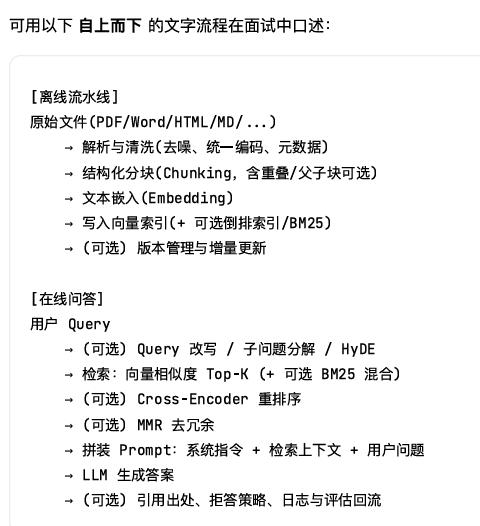 可用以下 自上而下 的文字流程在面试中口述：
[离线流水线]
原始文件(PDF/Word/HTML/MD/...)
→ 解析与清洗(去噪、统一编码、元数据)
→ 结构化分块(Chunking，含重叠/父子块可选)
→ 文本嵌入(Embedding)
→ 写入向量索引(+ 可选倒排索引/BM25)
→ (可选) 版本管理与增量更新
[在线问答]
用户 Query
→ (可选) Query 改写 / 子问题分解 / HyDE
→ 检索：向量相似度 Top-K (+ 可选 BM25 混合)
→ (可选) Cross-Encoder 重排序
→ (可选) MMR 去冗余
→ 拼装 Prompt：系统指令 + 检索上下文 + 用户问题
→ LLM 生成答案
→ (可选) 引用出处、拒答策略、日志与评估回流